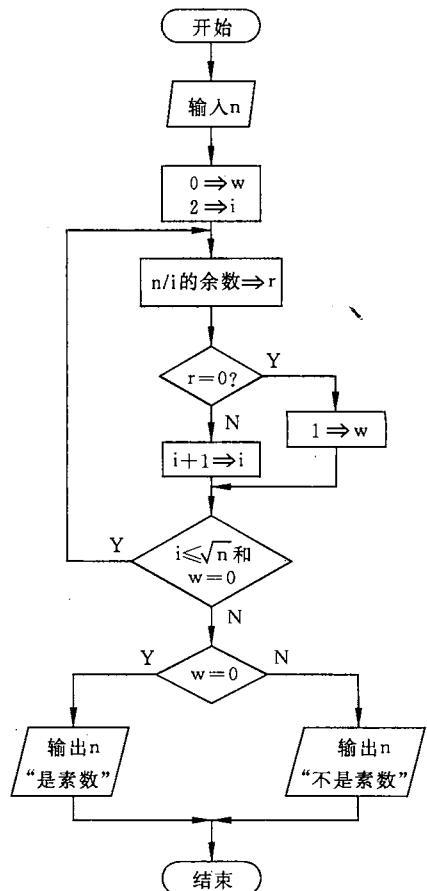 开始
输入n
0⇒w
2⇒i
n/i的余数⇒r
r=0?
Y
N
1⇒w
i+1⇒i
Y
i≤√n和
w=0
N
Y
w=0
N
输出n
“是素数”
输出n
“不是素数”
结束